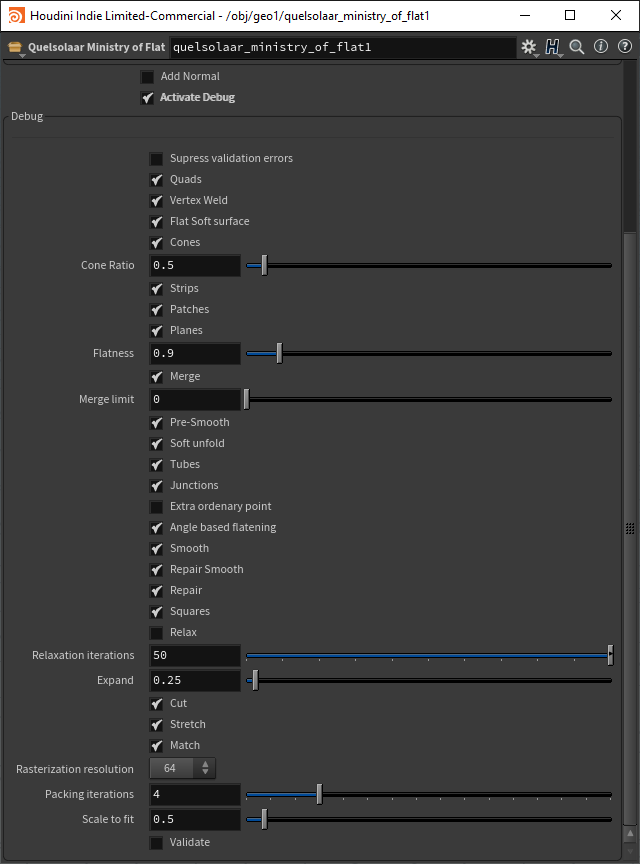 Houdini Indie Limited-Commercial - /obj/geo1/quelsolaar_ministry_of_flat1
Quelsolaar Ministry of Flat quelsolaar_ministry_of_flat1
Add Normal
Activate Debug
Debug
Supress validation errors
Quads
Vertex Weld
Flat Soft surface
Cones
Cone Ratio 0.5
Strips
Patches
Planes
Flatness 0.9
Merge
Merge limit 0
Pre-Smooth
Soft unfold
Tubes
Junctions
Extra ordenary point
Angle based flatening
Smooth
Repair Smooth
Repair
Squares
Relax
Relaxation iterations 50
Expand 0.25
Cut
Stretch
Match
Rasterization resolution 64
Packing iterations 4
Scale to fit 0.5
Validate